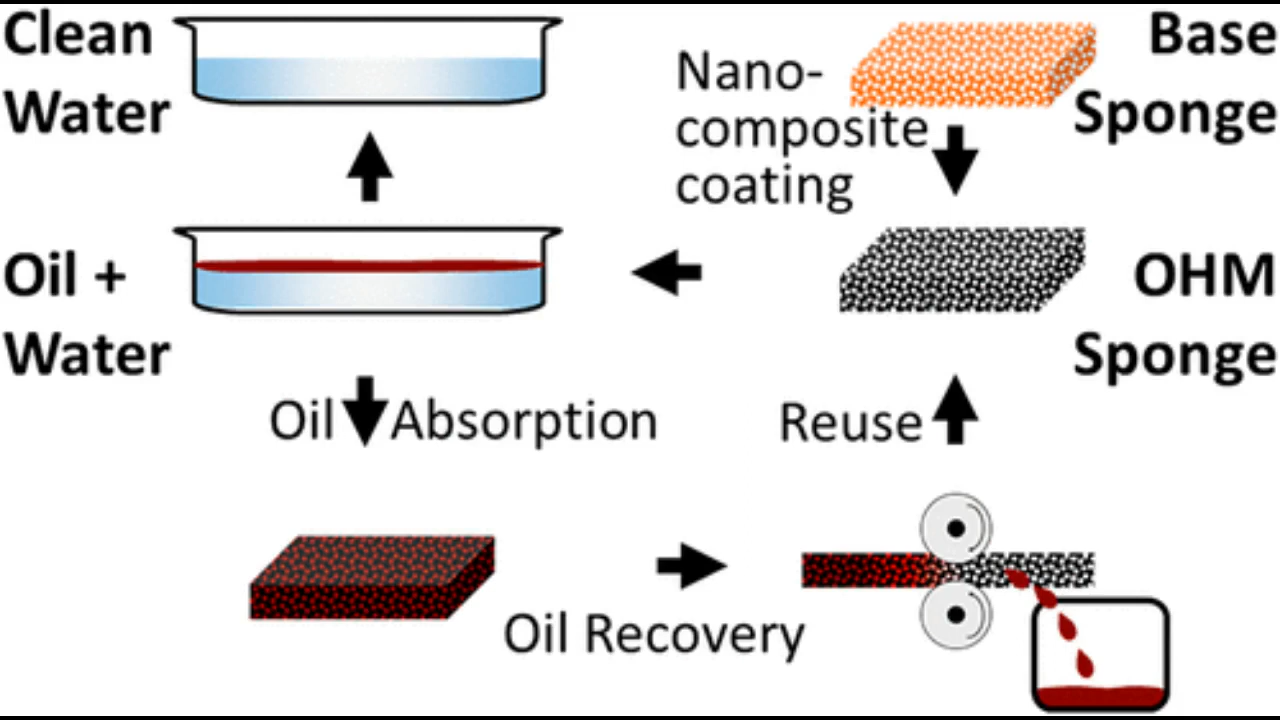 Clean
Water
Nano-
composite
coating
Base
Sponge
Oil +
Water
OHM
Sponge
Oil Absorption
Reuse
Oil Recovery